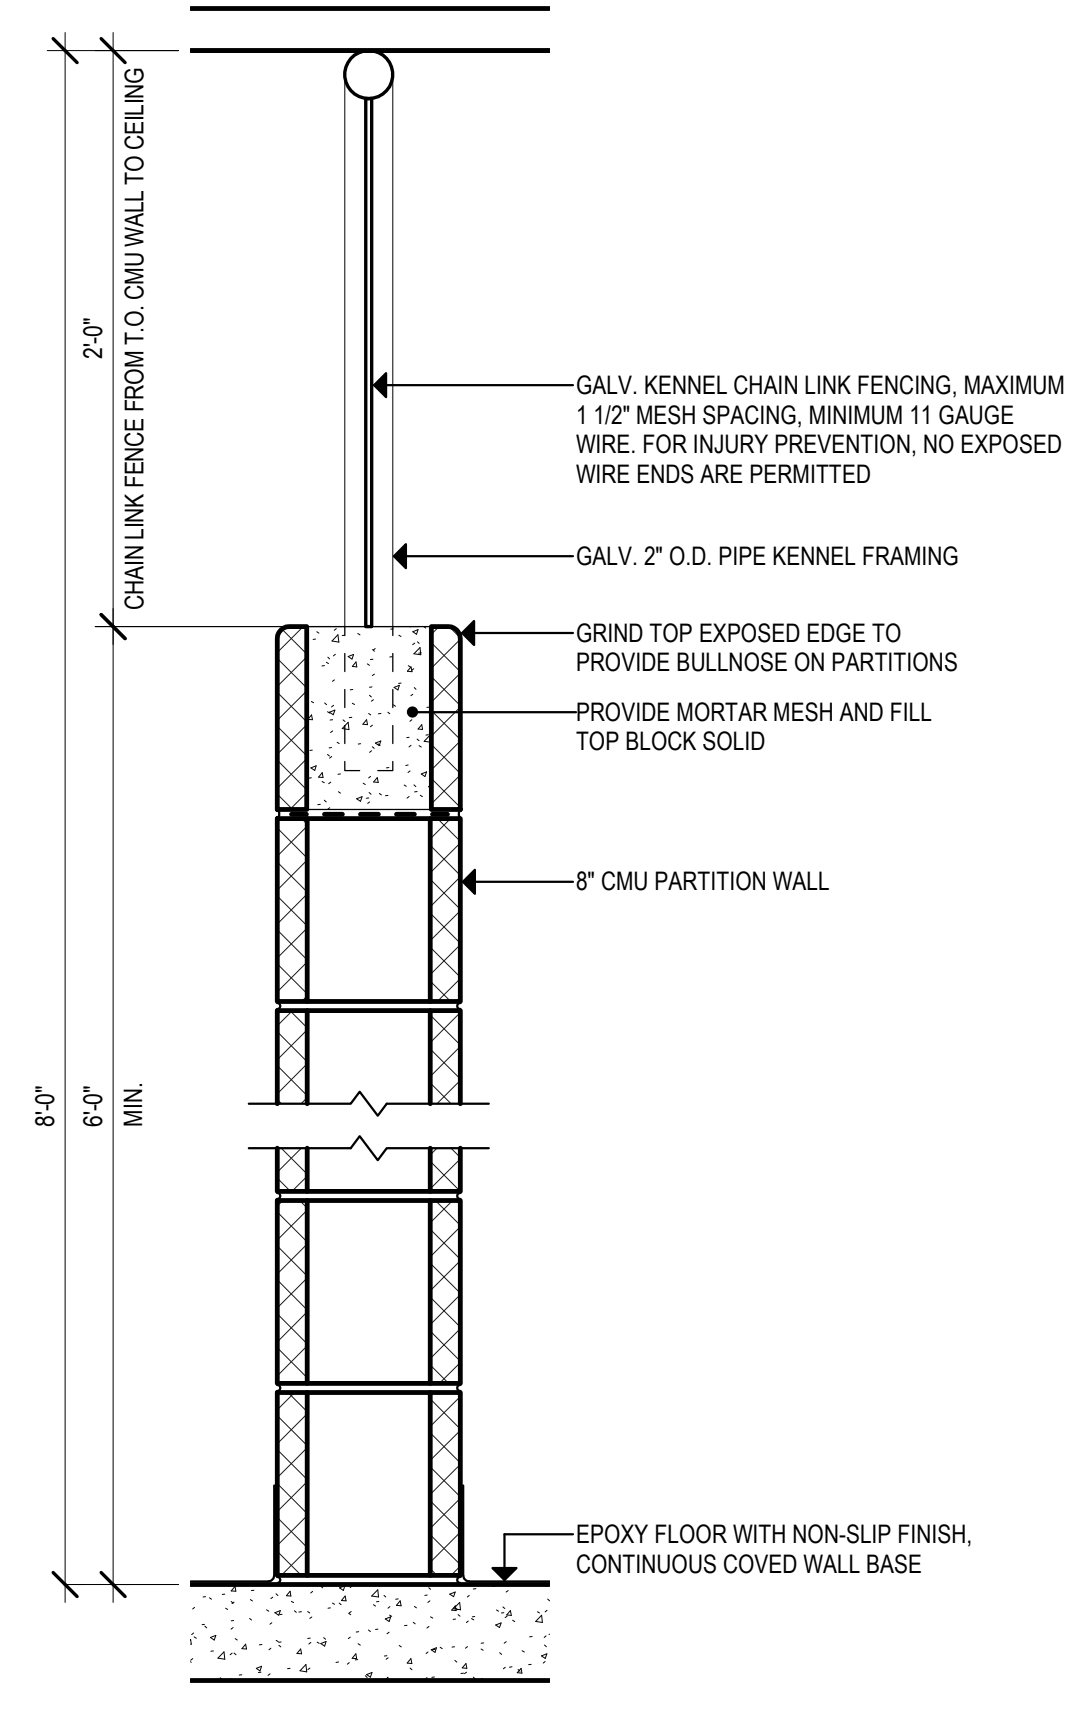 CHAIN LINK FENCE FROM T.O. CMU WALL TO CEILING
2'-0"
GALV. KENNEL CHAIN LINK FENCING, MAXIMUM
1 1/2" MESH SPACING, MINIMUM 11 GAUGE
WIRE. FOR INJURY PREVENTION, NO EXPOSED
WIRE ENDS ARE PERMITTED
GALV. 2" O.D. PIPE KENNEL FRAMING
GRIND TOP EXPOSED EDGE TO
PROVIDE BULLNOSE ON PARTITIONS
PROVIDE MORTAR MESH AND FILL
TOP BLOCK SOLID
8" CMU PARTITION WALL
8'-0"
6'-0"
MIN.
EPOXY FLOOR WITH NON-SLIP FINISH,
CONTINUOUS COVED WALL BASE